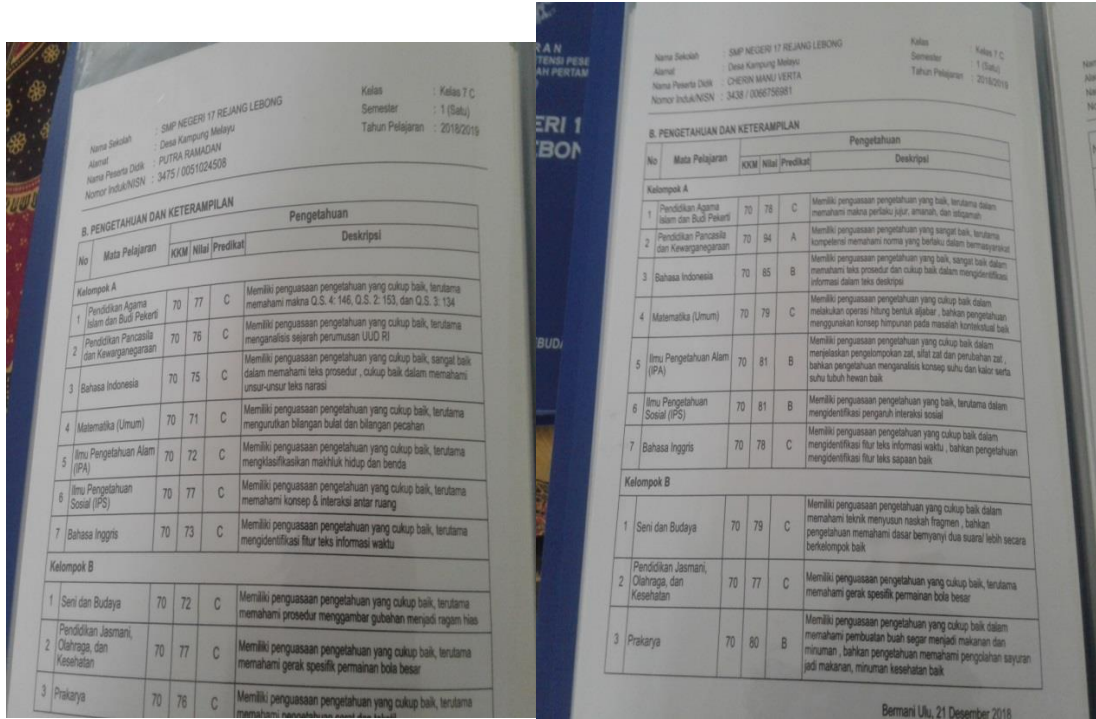 Nama Sekolah : SMP NEGERI 17 REJANG LEBONG
Alamat : Desa Kampung Melayu
Nama Peserta Didik : PUTRA RAMADAN
Nomor Induk/NISN : 3475 / 0051024508
Kelas : Kelas 7 C
Semester : 1 (Satu)
Tahun Pelajaran : 2018/2019
B. PENGETAHUAN DAN KETERAMPILAN
No Mata Pelajaran Pengetahuan
KKM Nilai Predikat Deskripsi
Kelompok A
1 Pendidikan Agama Islam dan Budi Pekerti 70 77 C Memiliki penguasaan pengetahuan yang cukup baik, terutama
memahami makna Q.S. 4: 146, Q.S. 2: 153, dan Q.S. 3: 134
2 Pendidikan Pancasila dan Kewarganegaraan 70 76 C Memiliki penguasaan pengetahuan yang cukup baik, terutama
menganalisis sejarah perumusan UUD RI
3 Bahasa Indonesia 70 75 C Memiliki penguasaan pengetahuan yang cukup baik, sangat baik
dalam memahami teks prosedur , cukup baik dalam memahami
unsur-unsur teks narasi
4 Matematika (Umum) 70 71 C Memiliki penguasaan pengetahuan yang cukup baik, terutama
mengurutkan bilangan bulat dan bilangan pecahan
5 Ilmu Pengetahuan Alam (IPA) 70 72 C Memiliki penguasaan pengetahuan yang cukup baik, terutama
mengklasifikasikan makhluk hidup dan benda
6 Ilmu Pengetahuan Sosial (IPS) 70 77 C Memiliki penguasaan pengetahuan yang cukup baik, terutama
memahami konsep & interaksi antar ruang
7 Bahasa Inggris 70 73 C Memiliki penguasaan pengetahuan yang cukup baik, terutama
mengidentifikasi fitur teks informasi waktu
Kelompok B
1 Seni dan Budaya 70 72 C Memiliki penguasaan pengetahuan yang cukup baik, terutama
memahami prosedur menggambar gubahan menjadi ragam hias
2 Pendidikan Jasmani, Olahraga, dan Kesehatan 70 77 C Memiliki penguasaan pengetahuan yang cukup baik, terutama
memahami gerak spesifik permainan bola besar
3 Prakarya 70 76 C Memiliki penguasaan pengetahuan yang cukup baik, terutama
memahami pengetahuan serat dan tekstil
Nama Sekolah : SMP NEGERI 17 REJANG LEBONG
Alamat : Desa Kampung Melayu
Nama Peserta Didik : CHERIN MANU VERTA
Nomor Induk/NISN : 3438 / 0066756981
Kelas : Kelas 7 C
Semester : 1 (Satu)
Tahun Pelajaran : 2018/2019
B. PENGETAHUAN DAN KETERAMPILAN
No Mata Pelajaran Pengetahuan
KKM Nilai Predikat Deskripsi
Kelompok A
1 Pendidikan Agama Islam dan Budi Pekerti 70 78 C Memiliki penguasaan pengetahuan yang baik, terutama dalam
memahami makna perilaku jujur, amanah, dan istiqamah
2 Pendidikan Pancasila dan Kewarganegaraan 70 94 A Memiliki penguasaan pengetahuan yang sangat baik, terutama
kompetensi memahami norma yang berlaku dalam bermasyarakat
3 Bahasa Indonesia 70 85 B Memiliki penguasaan pengetahuan yang baik, sangat baik dalam
memahami teks prosedur dan cukup baik dalam mengidentifikasi
informasi dalam teks deskripsi
4 Matematika (Umum) 70 79 C Memiliki penguasaan pengetahuan yang cukup baik dalam
melakukan operasi hitung bentuk aljabar , bahkan pengetahuan
menggunakan konsep himpunan pada masalah kontekstual baik
5 Ilmu Pengetahuan Alam (IPA) 70 81 B Memiliki penguasaan pengetahuan yang cukup baik dalam
menjelaskan pengelompokan zat, sifat zat dan perubahan zat ,
bahkan pengetahuan menganalisis konsep suhu dan kalor serta
suhu tubuh hewan baik
6 Ilmu Pengetahuan Sosial (IPS) 70 81 B Memiliki penguasaan pengetahuan yang baik, terutama dalam
mengidentifikasi pengaruh interaksi sosial
7 Bahasa Inggris 70 78 C Memiliki penguasaan pengetahuan yang cukup baik dalam
mengidentifikasi fitur teks informasi waktu , bahkan pengetahuan
mengidentifikasi fitur teks sapaan baik
Kelompok B
1 Seni dan Budaya 70 79 C Memiliki penguasaan pengetahuan yang cukup baik dalam
memahami teknik menyusun naskah fragmen , bahkan
pengetahuan memahami dasar bernyanyi dua suara/ lebih secara
berkelompok baik
2 Pendidikan Jasmani, Olahraga, dan Kesehatan 70 77 C Memiliki penguasaan pengetahuan yang cukup baik, terutama
memahami gerak spesifik permainan bola besar
3 Prakarya 70 80 B Memiliki penguasaan pengetahuan yang cukup baik dalam
memahami pembuatan buah segar menjadi makanan dan
minuman , bahkan pengetahuan memahami pengolahan sayuran
jadi makanan, minuman kesehatan baik
Bermani Ulu, 21 Desember 2018